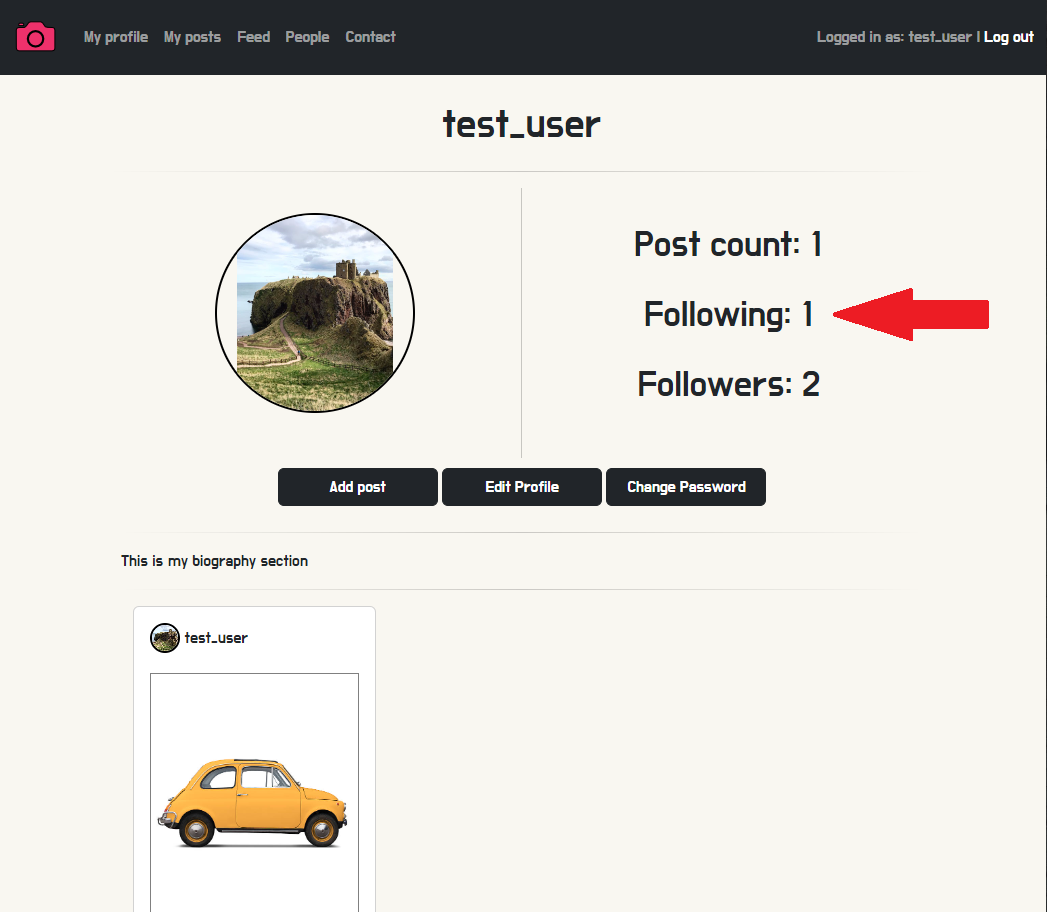 My profile My posts Feed People Contact Logged in as: test_user | Log out
test_user
Post count: 1
Following: 1
Followers: 2
Add post Edit Profile Change Password
This is my biography section
test_user